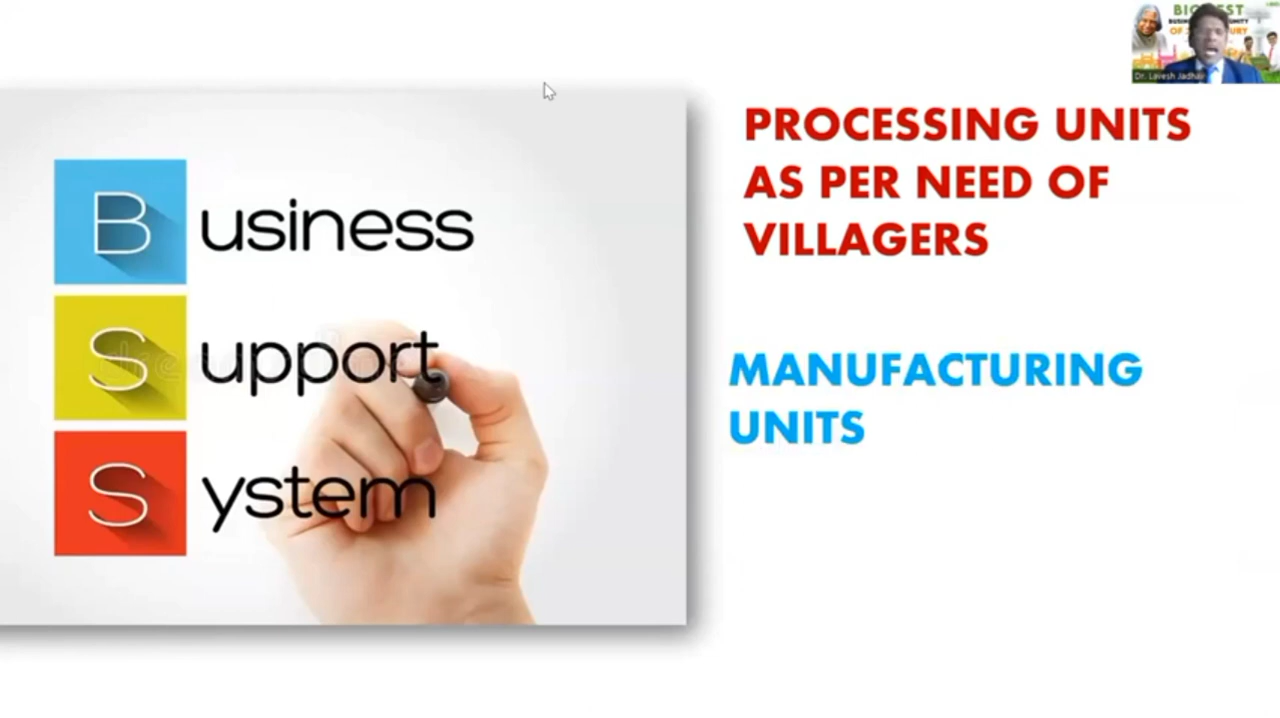 Business
Support
System
PROCESSING UNITS
AS PER NEED OF
VILLAGERS
MANUFACTURING
UNITS
Dr. Lavesh Jadhav